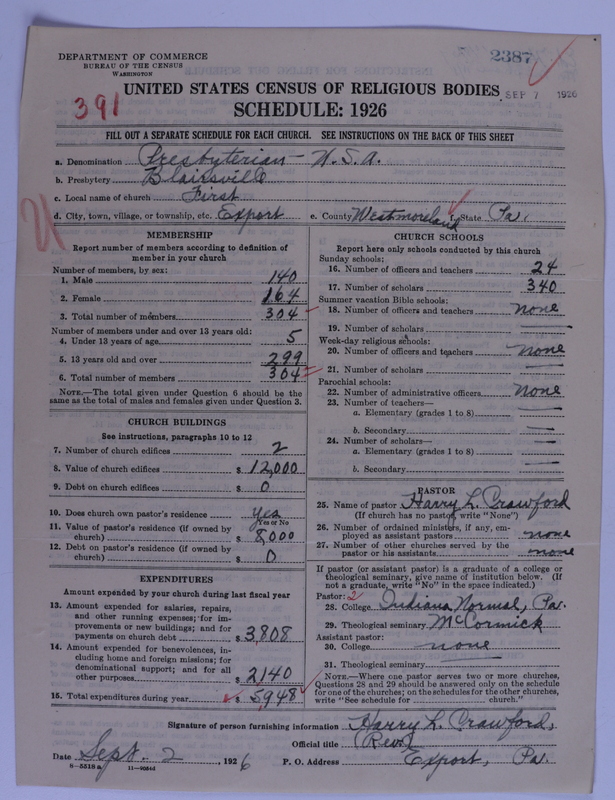 DEPARTMENT OF COMMERCE
BUREAU OF THE CENSUS
WASHINGTON
2387
391
UNITED STATES CENSUS OF RELIGIOUS BODIES
SEP 7 1926
SCHEDULE: 1926
FILL OUT A SEPARATE SCHEDULE FOR EACH CHURCH. SEE INSTRUCTIONS ON THE BACK OF THIS SHEET
a. Denomination Presbyterian - U.S.A.
b. Presbytery Blairsville
c. Local name of church First
d. City, town, village, or township, etc. Export e. County Westmoreland f. State Pa.
MEMBERSHIP
Report number of members according to definition of member in your church
Number of members, by sex:
1. Male 140
2. Female 164
3. Total number of members 304
Number of members under and over 13 years old:
4. Under 13 years of age 5
5. 13 years old and over 299
6. Total number of members 304
NOTE.—The total given under Question 6 should be the
same as the total of males and females given under Question 3.
CHURCH BUILDINGS
See instructions, paragraphs 10 to 12
7. Number of church edifices 2
8. Value of church edifices $ 12,000
9. Debt on church edifices $ 0
10. Does church own pastor's residence yes
Yes or No
11. Value of pastor's residence (if owned by
church) $ 8,000
12. Debt on pastor's residence (if owned by
church) $ 0
EXPENDITURES
Amount expended by your church during last fiscal year
13. Amount expended for salaries, repairs,
and other running expenses; for im-
provements or new buildings; and for
payments on church debt $ 3,808
14. Amount expended for benevolences, in-
cluding home and foreign missions; for
denominational support; and for all
other purposes $ 2140
15. Total expenditures during year $ 5948
CHURCH SCHOOLS
Report here only schools conducted by this church
Sunday schools:
16. Number of officers and teachers 24
17. Number of scholars 340
Summer vacation Bible schools:
18. Number of officers and teachers none
19. Number of scholars
Week-day religious schools:
20. Number of officers and teachers none
21. Number of scholars
Parochial schools:
22. Number of administrative officers none
23. Number of teachers—
a. Elementary (grades 1 to 8)
b. Secondary
24. Number of scholars—
a. Elementary (grades 1 to 8)
b. Secondary
PASTOR
25. Name of pastor Harry L. Crawford
(If church has no pastor, write "None")
26. Number of ordained ministers, if any, em-
ployed as assistant pastors none
27. Number of other churches served by the
pastor or his assistants none
If pastor (or assistant pastor) is a graduate of a college or
theological seminary, give name of institution below. (If
not a graduate, write "No" in the space indicated.)
Pastor: 2
28. College Indiana Normal, Pa.
29. Theological seminary McCormick
Assistant pastor:
30. College none
31. Theological seminary
NOTE.—Where one pastor serves two or more churches,
Questions 28 and 29 should be answered only on the schedule
for one of the churches; on the schedules for the other churches,
write "See schedule for church."
Signature of person furnishing information Harry L. Crawford,
Official title (Rev.)
Date Sept. 2, 1926 P. O. Address Export, Pa.
8—5518a 11—9564d